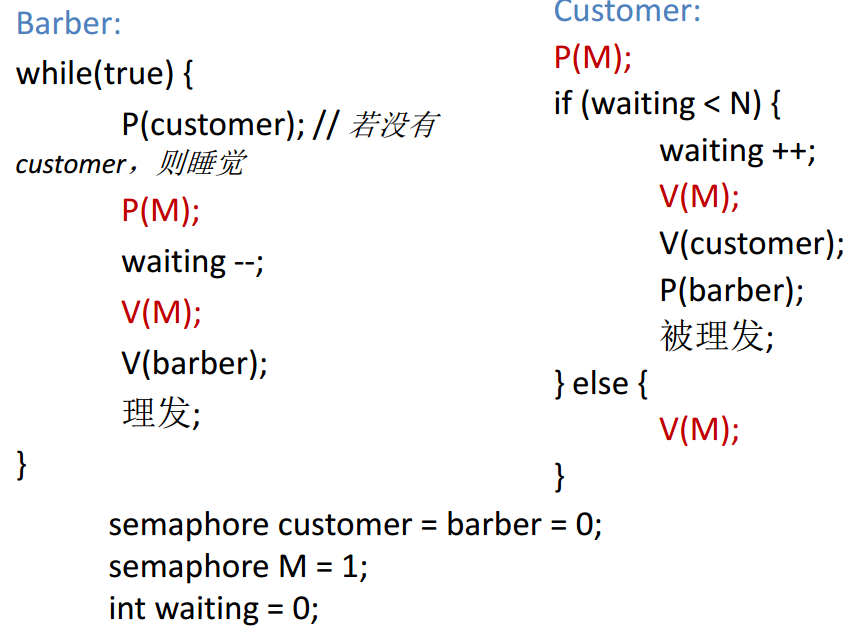 Barber:
while(true) {
P(customer); // 若没有
customer，则睡觉
P(M);
waiting --;
V(M);
V(barber);
理发;
}
Customer:
P(M);
if (waiting < N) {
waiting ++;
V(M);
V(customer);
P(barber);
被理发;
} else {
V(M);
}
semaphore customer = barber = 0;
semaphore M = 1;
int waiting = 0;